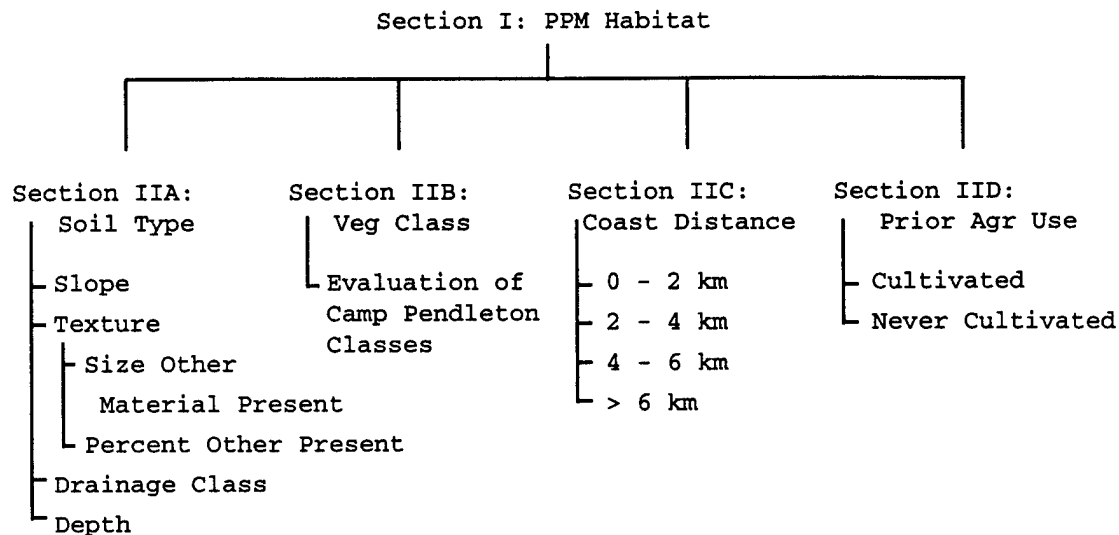 Section I: PPM Habitat
Section IIA:
Soil Type
Slope
Texture
Size Other
Material Present
Percent Other Present
Drainage Class
Depth
Section IIB:
Veg Class
Evaluation of
Camp Pendleton
Classes
Section IIC:
Coast Distance
0 - 2 km
2 - 4 km
4 - 6 km
> 6 km
Section IID:
Prior Agr Use
Cultivated
Never Cultivated